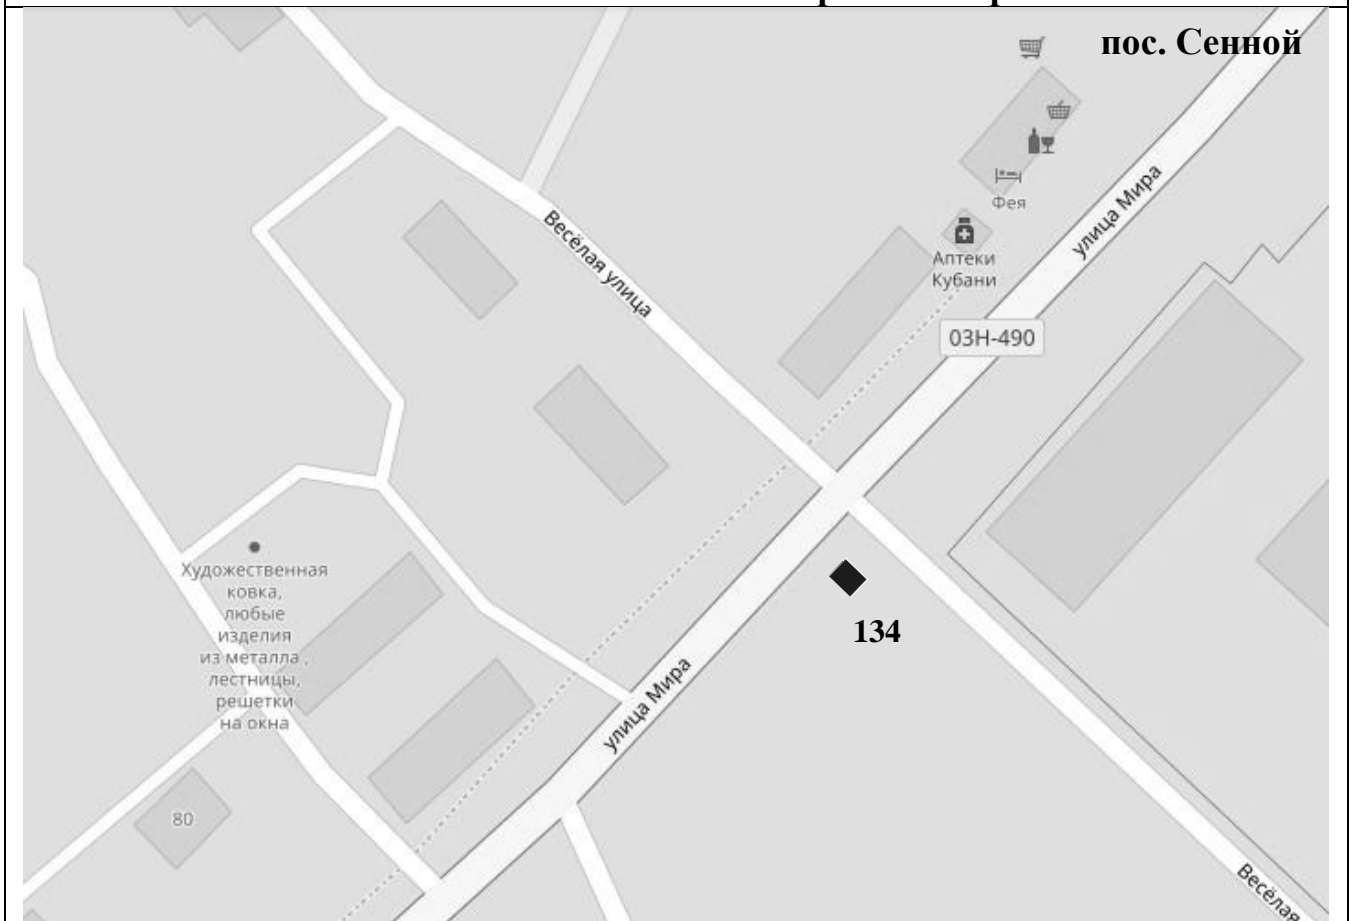 пос. Сенной
улица Мира
Фея
Весёлая улица
Аптеки
Кубани
03Н-490
Художественная
ковка,
любые
изделия
из металла ,
лестницы,
решетки
на окна
134
улица Мира
80
Весёлая